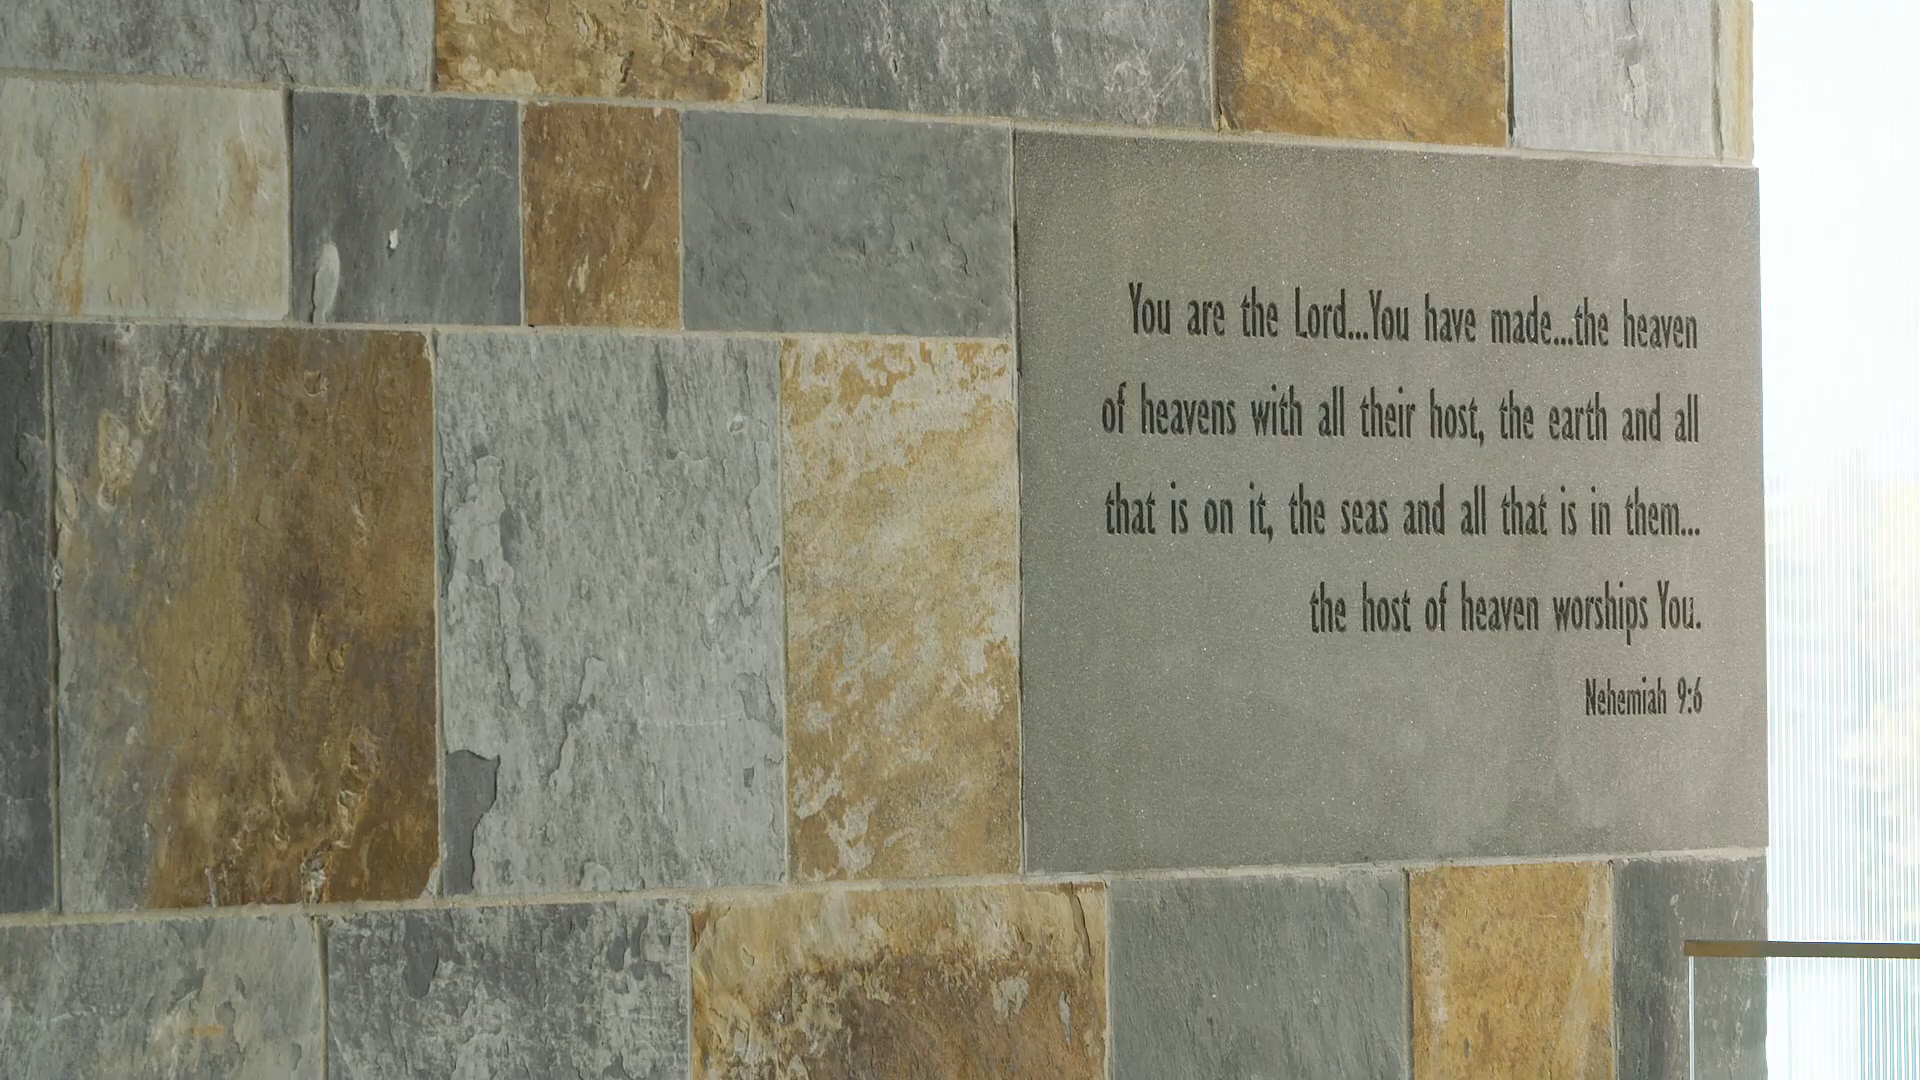 You are the Lord...You have made...the heaven
of heavens with all their host, the earth and all
that is on it, the seas and all that is in them...
the host of heaven worships You.
Nehemiah 9:6